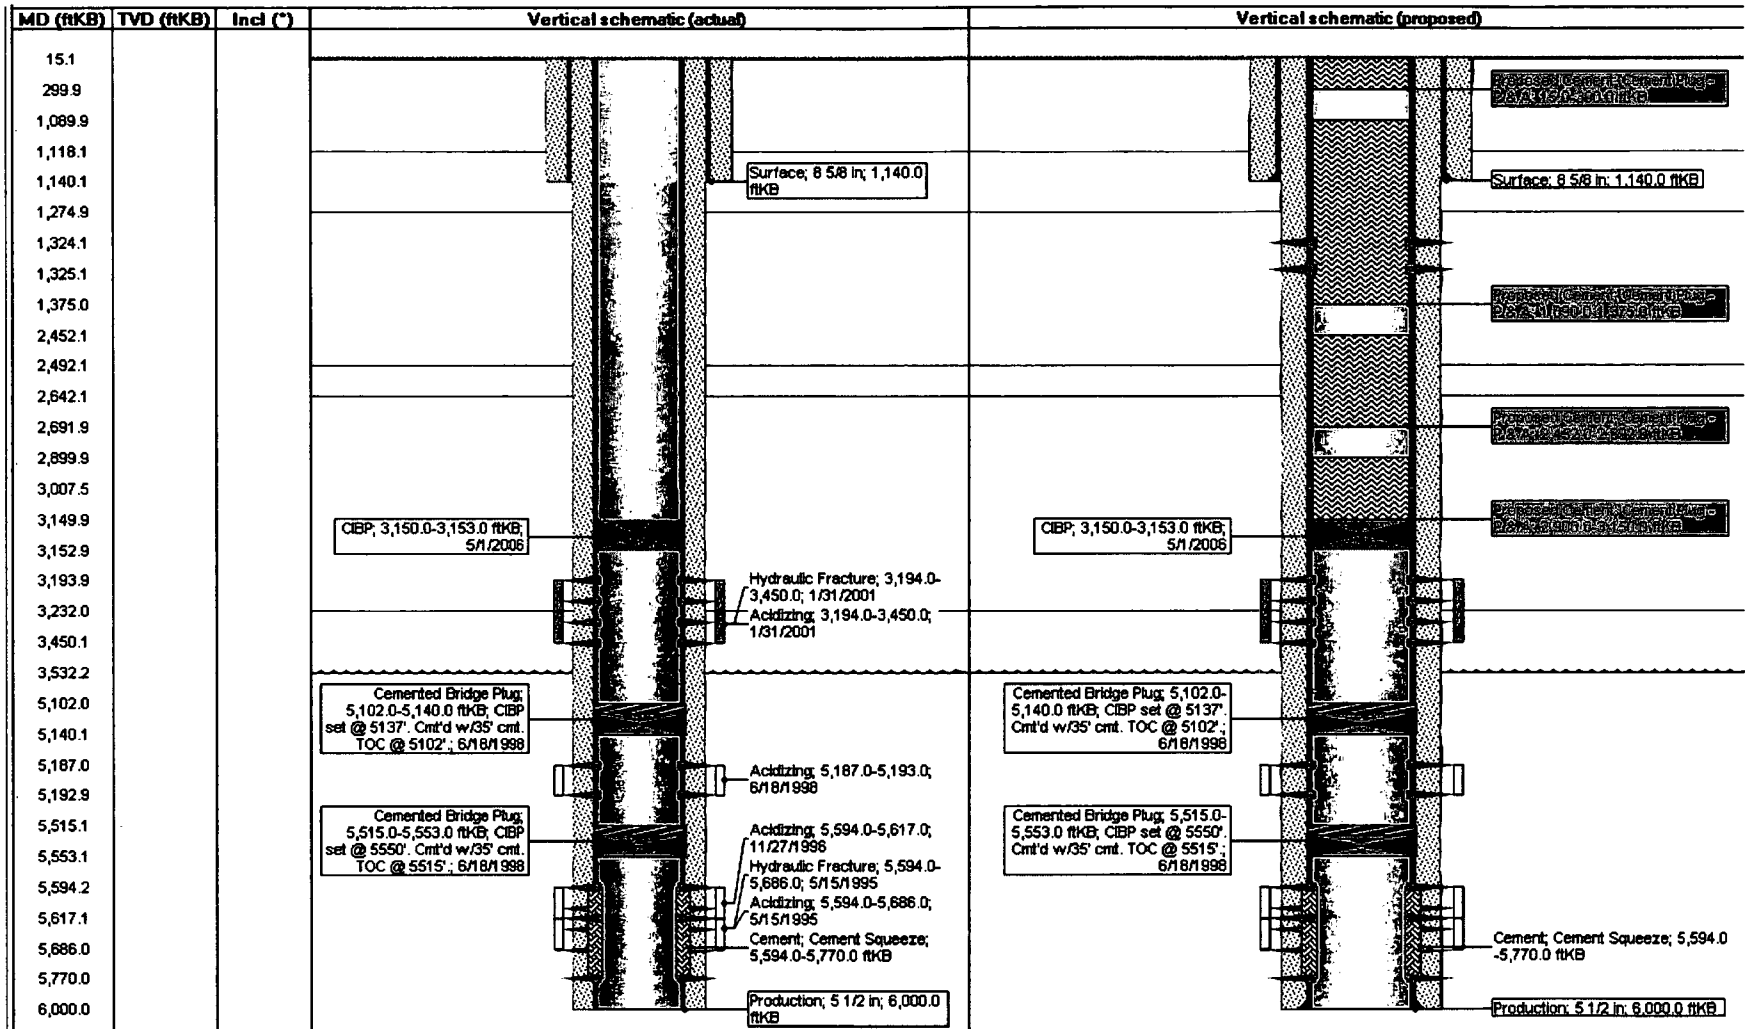 MD (ftKB) TVD (ftKB) Incl (°) Vertical schematic (actual) Vertical schematic (proposed)
15.1
299.9
1,089.9
1,118.1
1,140.1
1,274.9
1,324.1
1,325.1
1,375.0
2,452.1
2,492.1
2,642.1
2,691.9
2,899.9
3,007.5
3,149.9
3,152.9
3,193.9
3,232.0
3,450.1
3,532.2
5,102.0
5,140.1
5,187.0
5,192.9
5,515.1
5,553.1
5,594.2
5,617.1
5,686.0
5,770.0
6,000.0
Surface; 8 5/8 in; 1,140.0
ftKB
CIBP; 3,150.0-3,153.0 ftKB;
5/1/2006
Hydraulic Fracture; 3,194.0-
3,450.0; 1/31/2001
Acidizing; 3,194.0-3,450.0;
1/31/2001
Cemented Bridge Plug;
5,102.0-5,140.0 ftKB; CIBP
set @ 5137'. Cmt'd w/35' cmt.
TOC @ 5102'.; 6/18/1998
Acidizing; 5,187.0-5,193.0;
6/18/1998
Cemented Bridge Plug;
5,515.0-5,553.0 ftKB; CIBP
set @ 5550'. Cmt'd w/35' cmt.
TOC @ 5515'.; 6/18/1998
Acidizing; 5,594.0-5,617.0;
11/27/1996
Hydraulic Fracture; 5,594.0-
5,686.0; 5/15/1995
Acidizing; 5,594.0-5,686.0;
5/15/1995
Cement; Cement Squeeze;
5,594.0-5,770.0 ftKB
Production; 5 1/2 in; 6,000.0
ftKB
Proposed Cement; Cement Plug -
Surface; 8 5/8 in; 1,140.0 ftKB
Proposed Cement; Cement Plug -
Proposed Cement; Cement Plug -
Proposed Cement; Cement Plug -
CIBP; 3,150.0-3,153.0 ftKB;
5/1/2006
Cemented Bridge Plug; 5,102.0-
5,140.0 ftKB; CIBP set @ 5137'.
Cmt'd w/35' cmt. TOC @ 5102'.;
6/18/1998
Cemented Bridge Plug; 5,515.0-
5,553.0 ftKB; CIBP set @ 5550'.
Cmt'd w/35' cmt. TOC @ 5515'.;
6/18/1998
Cement; Cement Squeeze; 5,594.0
-5,770.0 ftKB
Production; 5 1/2 in; 6,000.0 ftKB